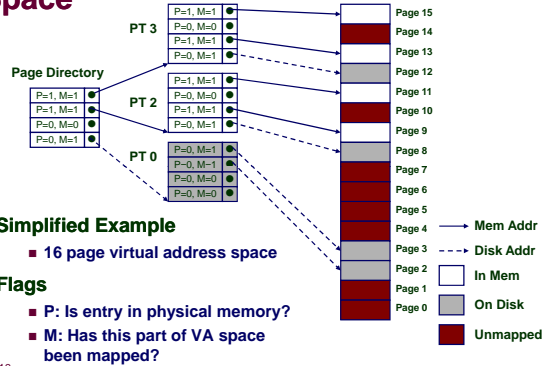 Space
PT 3
P=1, M=1
P=0, M=0
P=1, M=1
P=0, M=1
Page Directory
P=1, M=1
P=1, M=1
P=0, M=0
P=0, M=1
PT 2
P=1, M=1
P=0, M=0
P=1, M=1
P=0, M=1
PT 0
P=0, M=1
P=0, M=1
P=0, M=0
P=0, M=0
Page 15
Page 14
Page 13
Page 12
Page 11
Page 10
Page 9
Page 8
Page 7
Page 6
Page 5
Page 4
Page 3
Page 2
Page 1
Page 0
Mem Addr
Disk Addr
In Mem
On Disk
Unmapped
Simplified Example
■ 16 page virtual address space
Flags
■ P: Is entry in physical memory?
■ M: Has this part of VA space
been mapped?